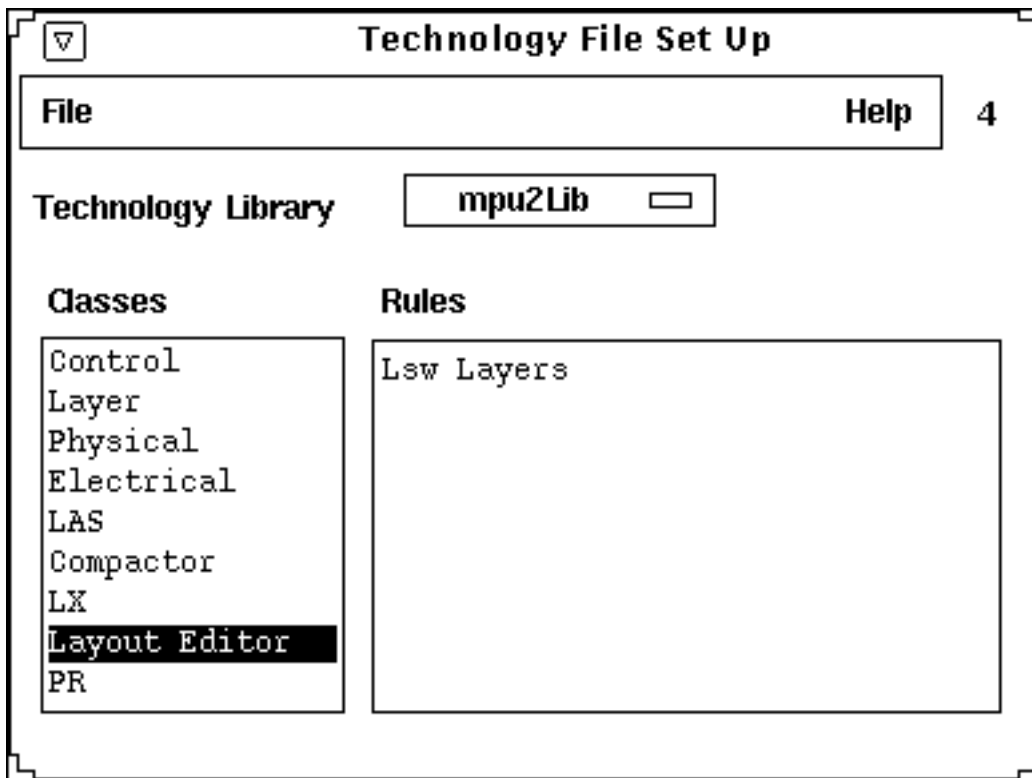 Technology File Set Up
File Help 4
Technology Library mpu2Lib
Classes Rules
Control
Layer
Physical
Electrical
LAS
Compactor
LX
Layout Editor
PR
Lsw Layers